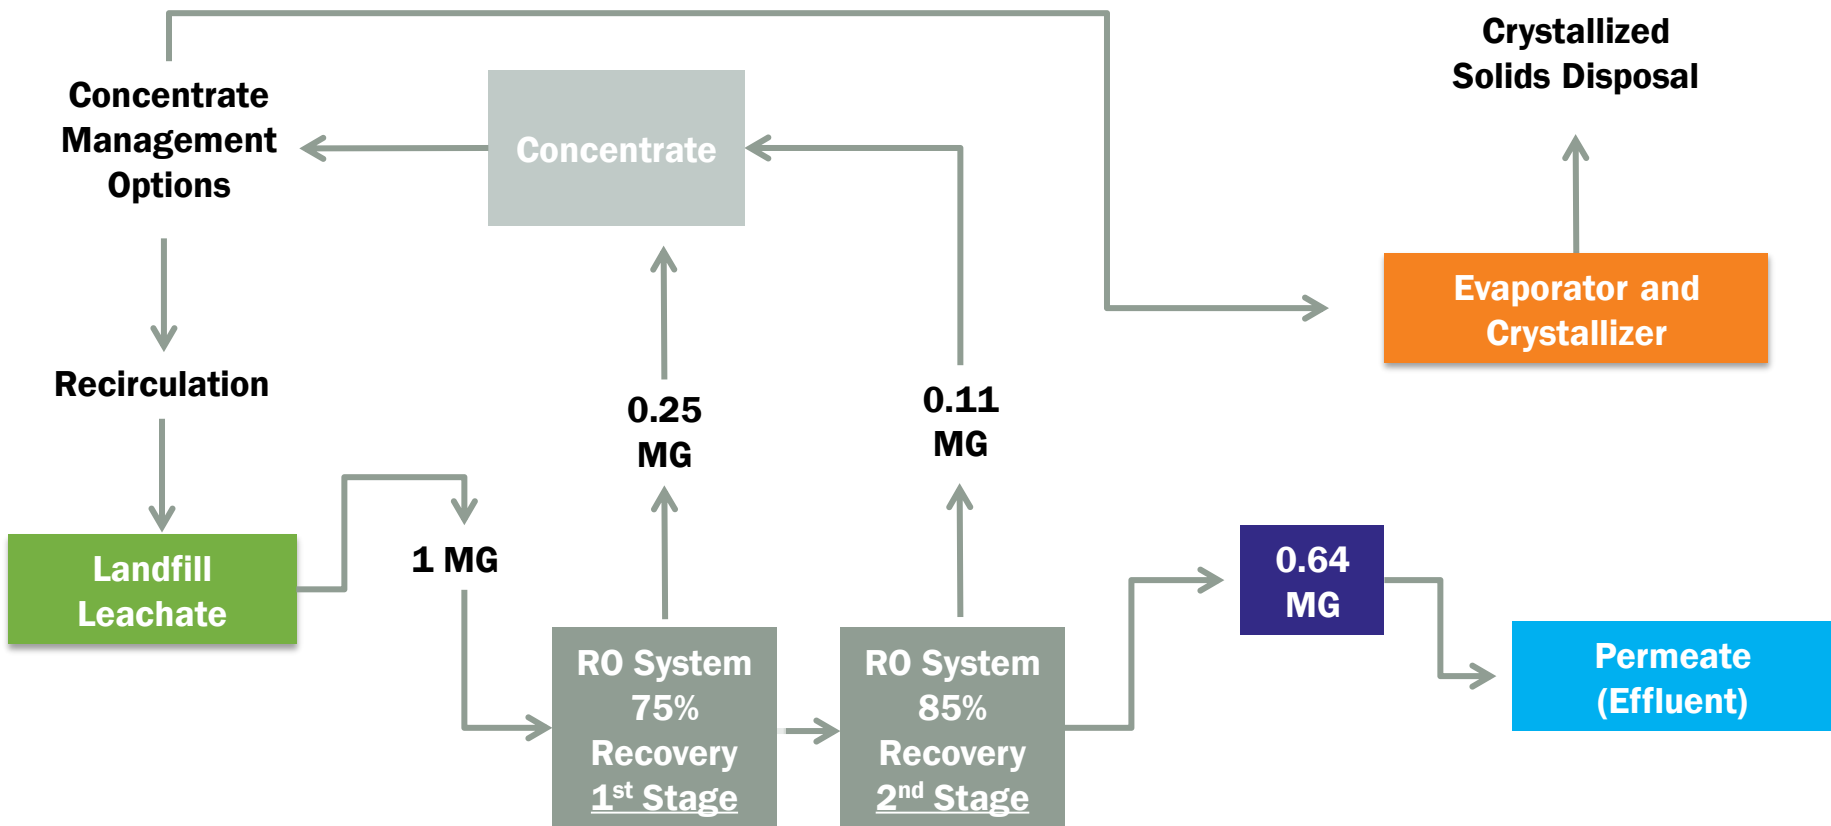 Crystallized
Solids Disposal
Concentrate
Management
Options
Concentrate
Evaporator and
Crystallizer
Recirculation
0.25
MG
0.11
MG
Landfill
Leachate
1 MG
0.64
MG
RO System
75%
Recovery
1st Stage
RO System
85%
Recovery
2nd Stage
Permeate
(Effluent)